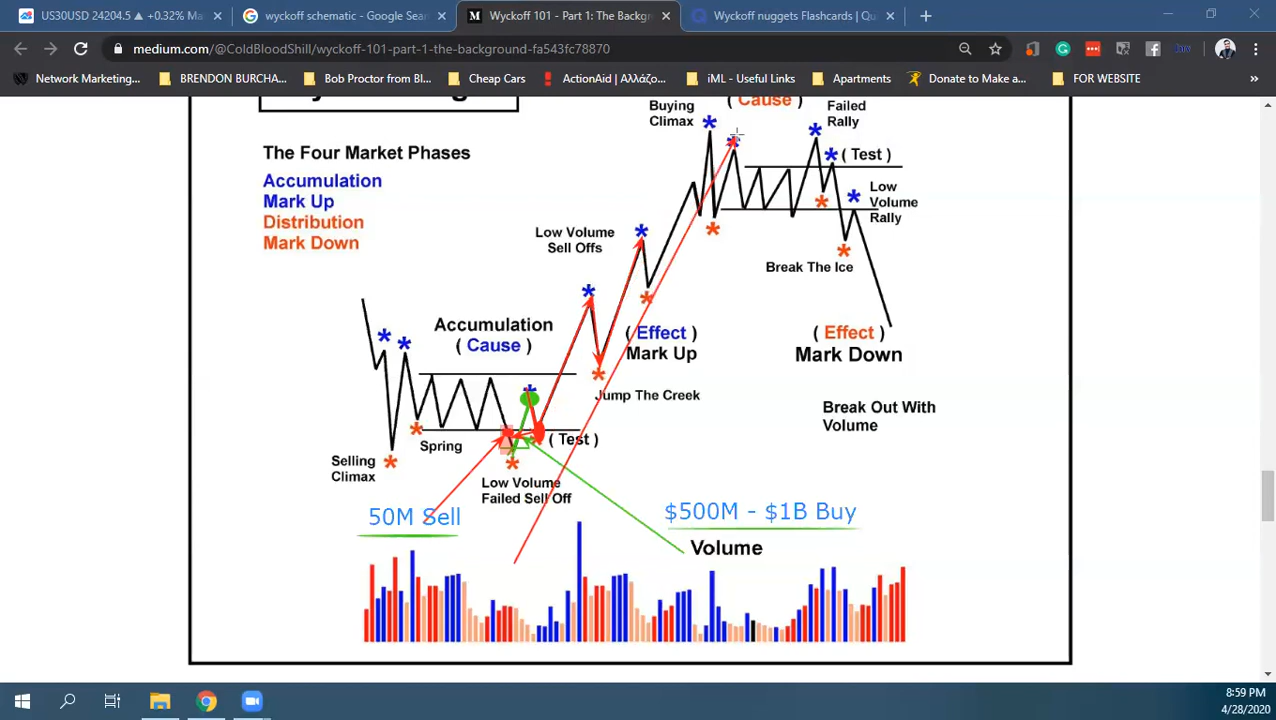 US30USD 24204.5 ▲ +0.32%
wyckoff schematic - Google Sear
Wyckoff 101 - Part 1: The Backgr
Wyckoff nuggets Flashcards | Qu
medium.com/@ColdBloodShill/wyckoff-101-part-1-the-background-fa543fc78870
Network Marketing...
BRENDON BURCHA...
Bob Proctor from Bl...
Cheap Cars
ActionAid | Αλλάζο...
iML - Useful Links
Apartments
Donate to Make a...
FOR WEBSITE
The Four Market Phases
Accumulation
Mark Up
Distribution
Mark Down
Buying
Climax
( Cause )
Failed
Rally
( Test )
Low
Volume
Rally
Break The Ice
Low Volume
Sell Offs
Accumulation
( Cause )
( Effect )
Mark Up
( Effect )
Mark Down
Jump The Creek
Break Out With
Volume
Spring
( Test )
Selling
Climax
Low Volume
Failed Sell Off
50M Sell
$500M - $1B Buy
Volume
8:59 PM
4/28/2020